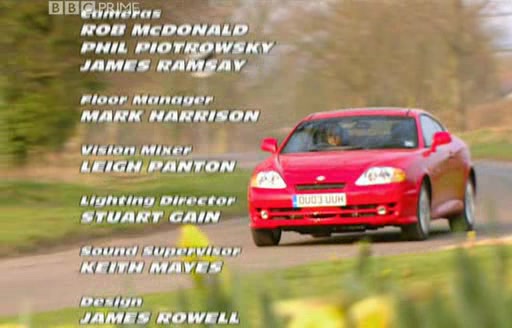 BBC PRIME
Cameras
ROB McDONALD
PHIL PIOTROWSKY
JAMES RAMSAY
Floor Manager
MARK HARRISON
Vision Mixer
LEIGH PANTON
Lighting Director
STUART GAIN
DU03 UUH
Sound Supervisor
KEITH MAYES
Design
JAMES ROWELL